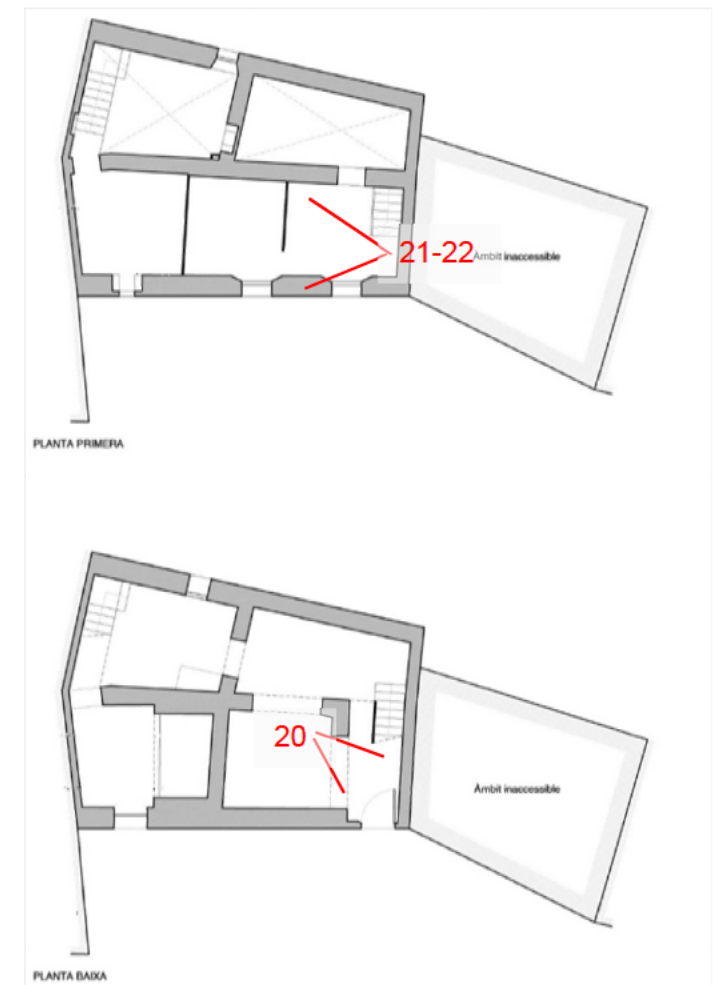 21-22
Àmbit inaccessible
PLANTA PRIMERA
20
Àmbit inaccessible
PLANTA BAIXA